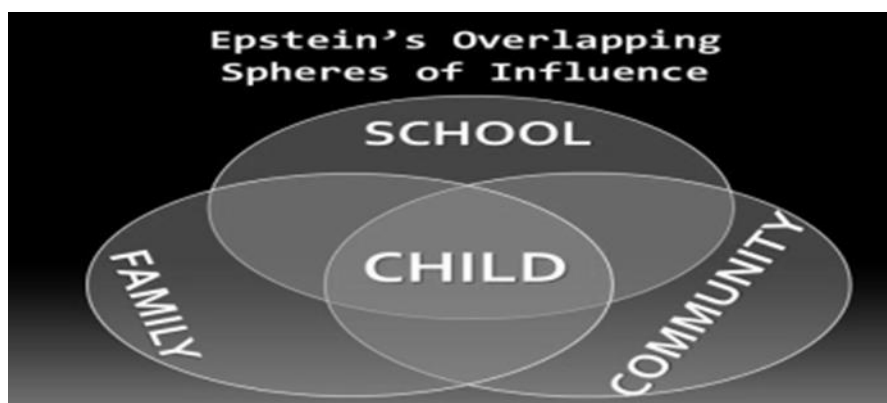 Epstein's Overlapping
Spheres of Influence
SCHOOL
FAMILY
CHILD
COMMUNITY